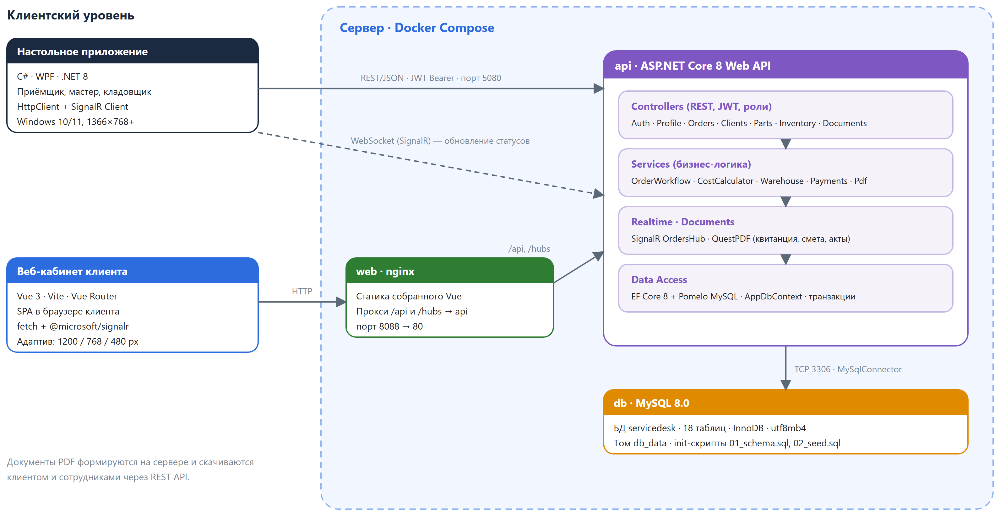 Клиентский уровень
Настольное приложение
C# · WPF · .NET 8
Приёмщик, мастер, кладовщик
HttpClient + SignalR Client
Windows 10/11, 1366×768+
Веб-кабинет клиента
Vue 3 · Vite · Vue Router
SPA в браузере клиента
fetch + @microsoft/signalr
Адаптив: 1200 / 768 / 480 px
Документы PDF формируются на сервере и скачиваются
клиентом и сотрудниками через REST API.
Сервер · Docker Compose
REST/JSON · JWT Bearer · порт 5080
WebSocket (SignalR) — обновление статусов
HTTP
/api, /hubs
web · nginx
Статика собранного Vue
Прокси /api и /hubs → api
порт 8088 → 80
api · ASP.NET Core 8 Web API
Controllers (REST, JWT, роли)
Auth · Profile · Orders · Clients · Parts · Inventory · Documents
Services (бизнес-логика)
OrderWorkflow · CostCalculator · Warehouse · Payments · Pdf
Realtime · Documents
SignalR OrdersHub · QuestPDF (квитанция, смета, акты)
Data Access
EF Core 8 + Pomelo MySQL · AppDbContext · транзакции
TCP 3306 · MySqlConnector
db · MySQL 8.0
БД servicedesk · 18 таблиц · InnoDB · utf8mb4
Том db_data · init-скрипты 01_schema.sql, 02_seed.sql